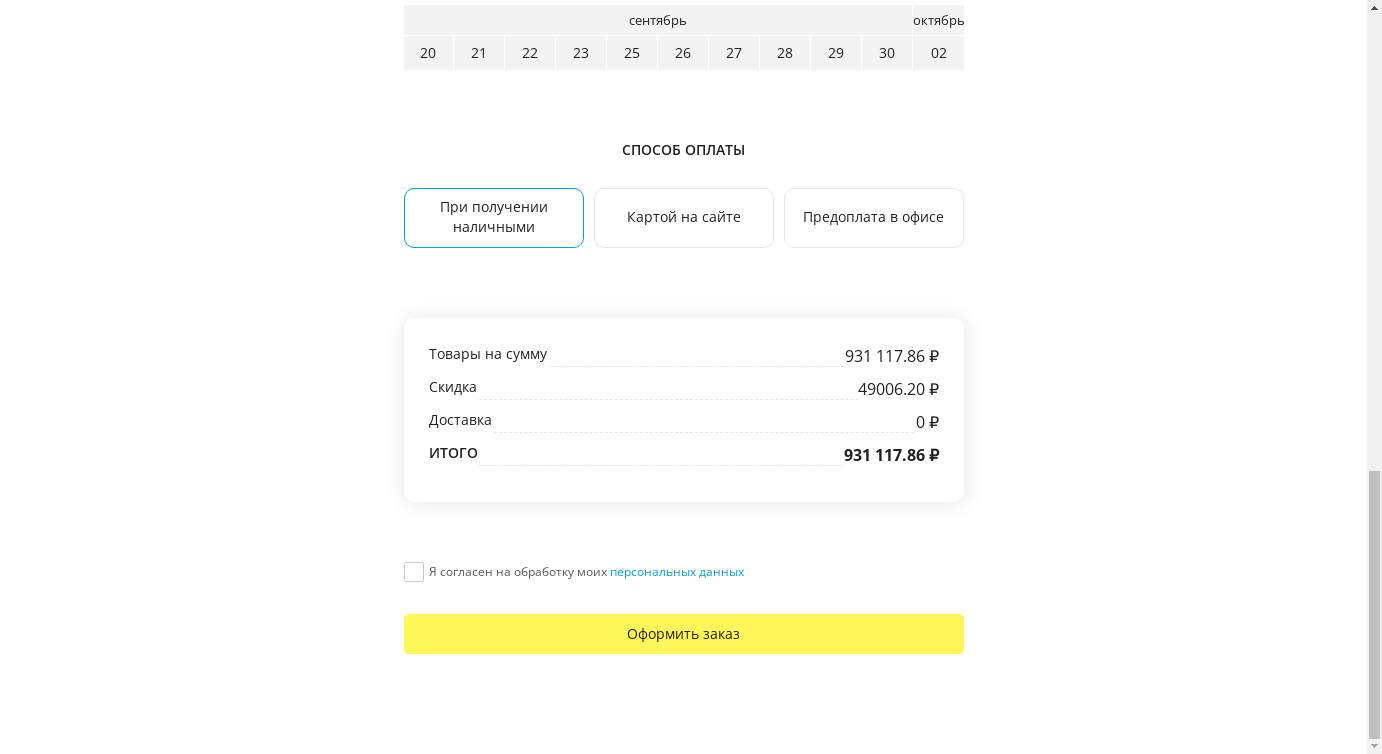 сентябрь октябрь
20 21 22 23 25 26 27 28 29 30 02
СПОСОБ ОПЛАТЫ
При получении
наличными
Картой на сайте
Предоплата в офисе
Товары на сумму 931 117.86 ₽
Скидка 49006.20 ₽
Доставка 0 ₽
ИТОГО 931 117.86 ₽
Я согласен на обработку моих персональных данных
Оформить заказ